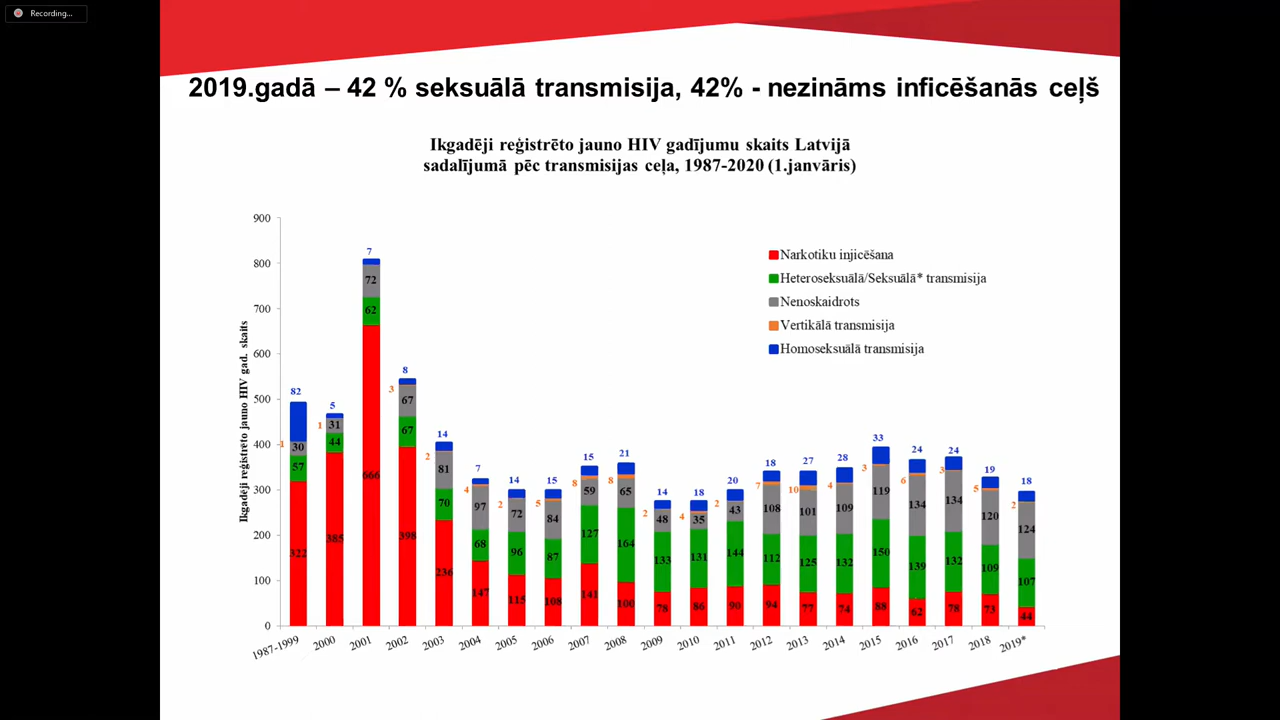 Recording...
2019.gadā – 42 % seksuālā transmisija, 42% - nezināms inficēšanās ceļš
Ikgadēji reģistrēto jauno HIV gadījumu skaits Latvijā
sadalījumā pēc transmisijas ceļa, 1987-2020 (1.janvāris)
Ikgadēji reģistrēto jauno HIV gad. skaits
900
800
700
600
500
400
300
200
100
0
Narkotiku injicēšana
Heteroseksuālā/Seksuālā* transmisija
Nenoskaidrots
Vertikālā transmisija
Homoseksuālā transmisija
82 5 7 8 14 7 14 15 15 21 14 18 20 18 27 28 33 24 24 19 18
1 1 3 2 4 2 5 8 8 2 4 2 7 10 4 3 6 3 5 2
30 31 72 67 81 97 72 84 59 65 48 35 43 108 101 109 119 134 134 120 124
57 44 62 67 70 68 96 87 127 164 133 131 144 112 125 132 150 139 132 109 107
322 385 666 398 236 147 115 108 141 100 78 86 90 94 77 74 88 62 78 73 44
1987-1999 2000 2001 2002 2003 2004 2005 2006 2007 2008 2009 2010 2011 2012 2013 2014 2015 2016 2017 2018 2019*